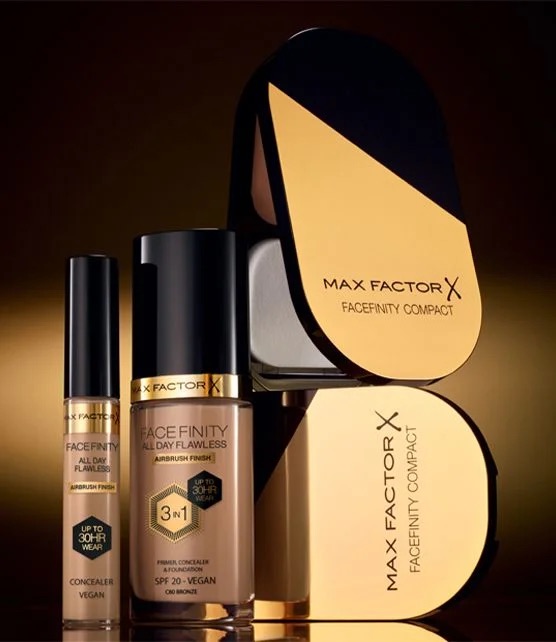 MAX FACTOR X
FACEFINITY COMPACT
MAX FACTOR X
FACEFINITY
ALL DAY
FLAWLESS
AIRBRUSH FINISH
UP TO
30HR
WEAR
CONCEALER
VEGAN
MAX FACTOR X
FACEFINITY
ALL DAY FLAWLESS
AIRBRUSH FINISH
UP TO
30HR
WEAR
3 IN 1
PRIMER, CONCEALER
& FOUNDATION
SPF 20 - VEGAN
C80 BRONZE
MAX FACTOR X
FACEFINITY COMPACT